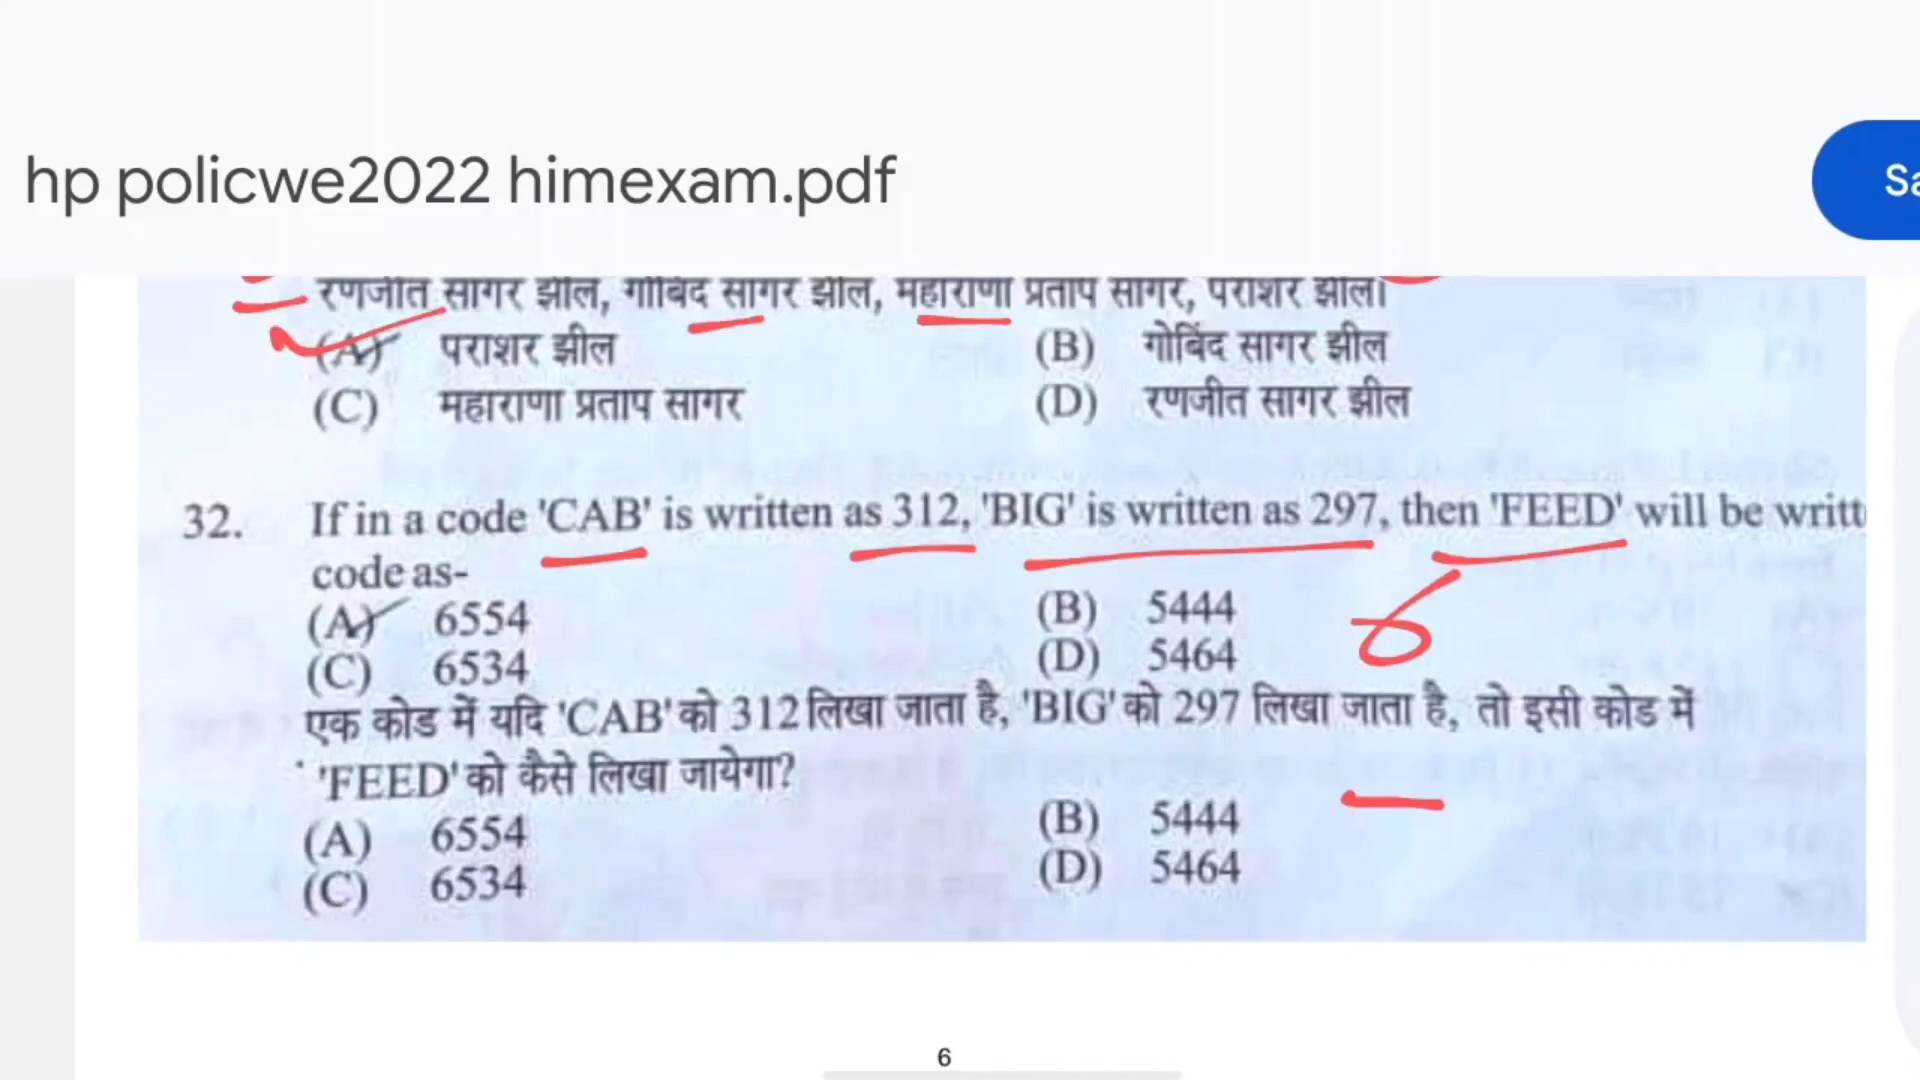 hp policwe2022 himexam.pdf
Sa
रणजीत सागर झील, गोबिंद सागर झील, महाराणा प्रताप सागर, पराशर झील।
(A) पराशर झील (B) गोबिंद सागर झील
(C) महाराणा प्रताप सागर (D) रणजीत सागर झील
32. If in a code 'CAB' is written as 312, 'BIG' is written as 297, then 'FEED' will be writt
code as-
(A) 6554 (B) 5444
6
(C) 6534 (D) 5464
एक कोड में यदि 'CAB' को 312 लिखा जाता है, 'BIG' को 297 लिखा जाता है, तो इसी कोड में
'FEED' को कैसे लिखा जायेगा?
(A) 6554 (B) 5444
(C) 6534 (D) 5464
6